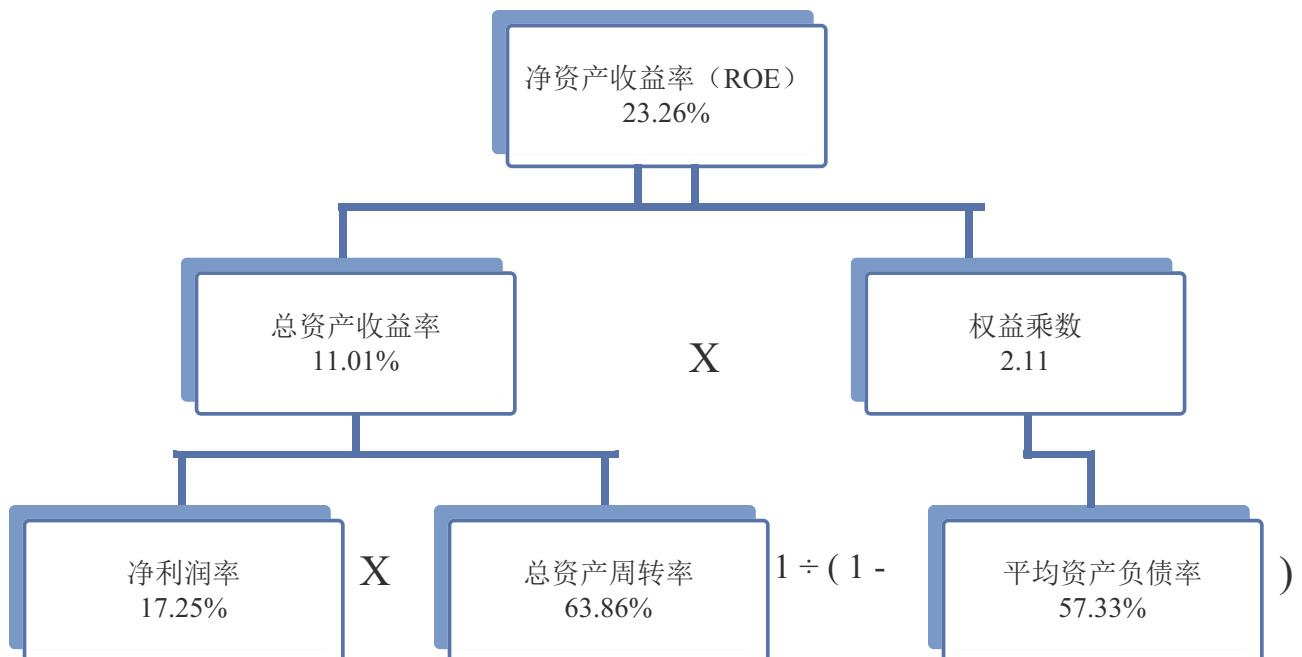 净资产收益率（ROE）
23.26%
总资产收益率
11.01%
X
权益乘数
2.11
净利润率
17.25%
X
总资产周转率
63.86%
1 ÷ ( 1 -
平均资产负债率
57.33%
)